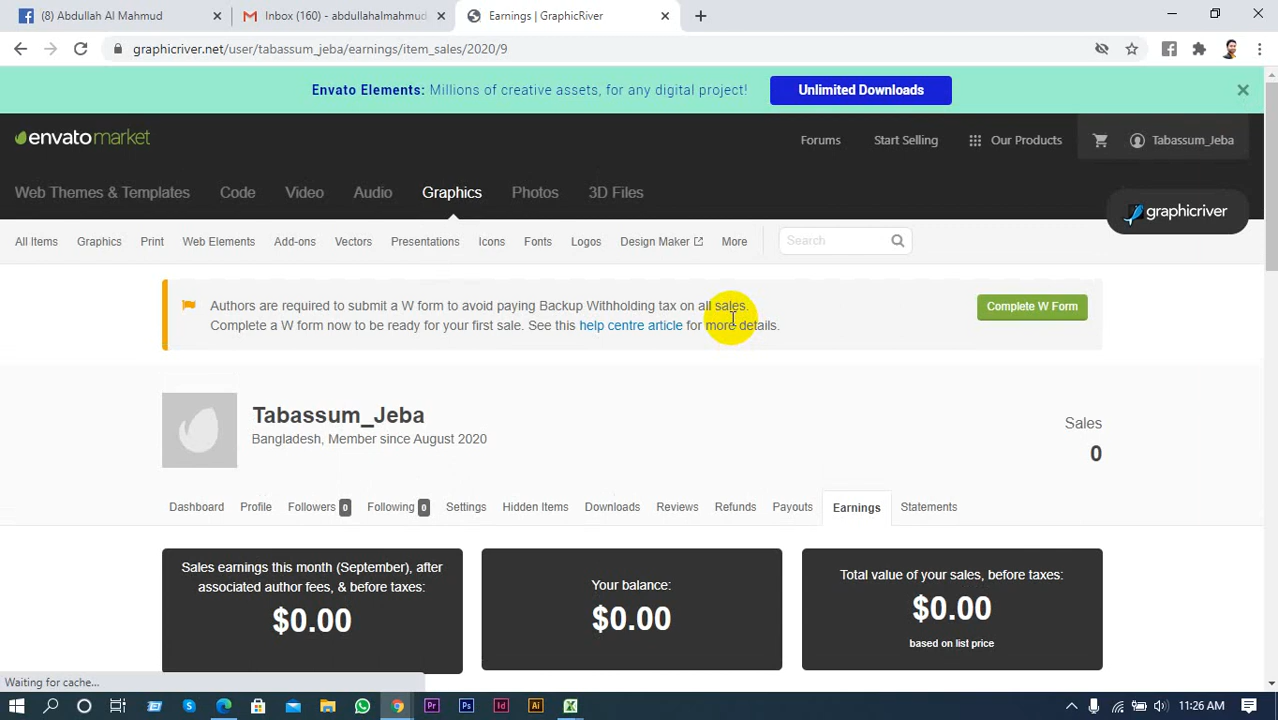 (8) Abdullah Al Mahmud
Inbox (160) - abdullahalmahmud
Earnings | GraphicRiver
graphicriver.net/user/tabassum_jeba/earnings/item_sales/2020/9
Envato Elements: Millions of creative assets, for any digital project!
Unlimited Downloads
envatomarket
Forums
Start Selling
Our Products
Tabassum_Jeba
Web Themes & Templates
Code
Video
Audio
Graphics
Photos
3D Files
graphicriver
All Items
Graphics
Print
Web Elements
Add-ons
Vectors
Presentations
Icons
Fonts
Logos
Design Maker
More
Search
Authors are required to submit a W form to avoid paying Backup Withholding tax on all sales.
Complete a W form now to be ready for your first sale. See this help centre article for more details.
Complete W Form
Tabassum_Jeba
Bangladesh, Member since August 2020
Sales
0
Dashboard
Profile
Followers 0
Following 0
Settings
Hidden Items
Downloads
Reviews
Refunds
Payouts
Earnings
Statements
Sales earnings this month (September), after
associated author fees, & before taxes:
$0.00
Your balance:
$0.00
Total value of your sales, before taxes:
$0.00
based on list price
Waiting for cache...
Pr
Ps
Id
Ai
11:26 AM